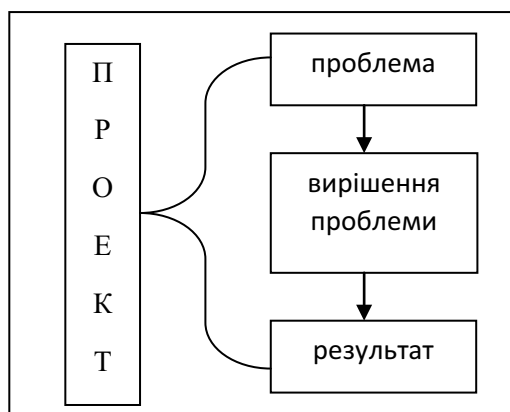 П
Р
О
Е
К
Т
проблема
вирішення
проблеми
результат